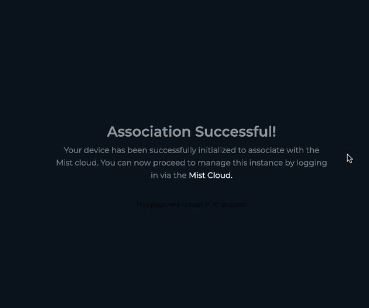 Association Successful!
Your device has been successfully initialized to associate with the
Mist cloud. You can now proceed to manage this instance by logging
in via the Mist Cloud.